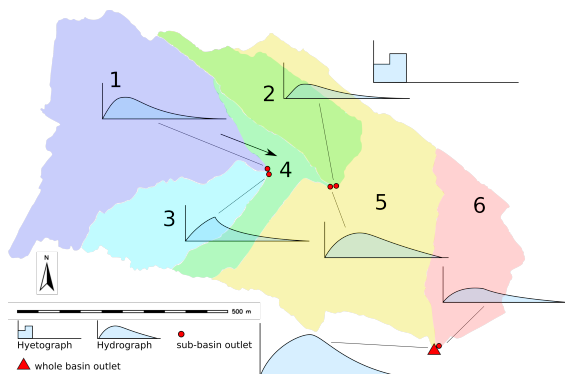 1
2
4
3
5
6
N
500 m
Hyetograph
Hydrograph
sub-basin outlet
whole basin outlet